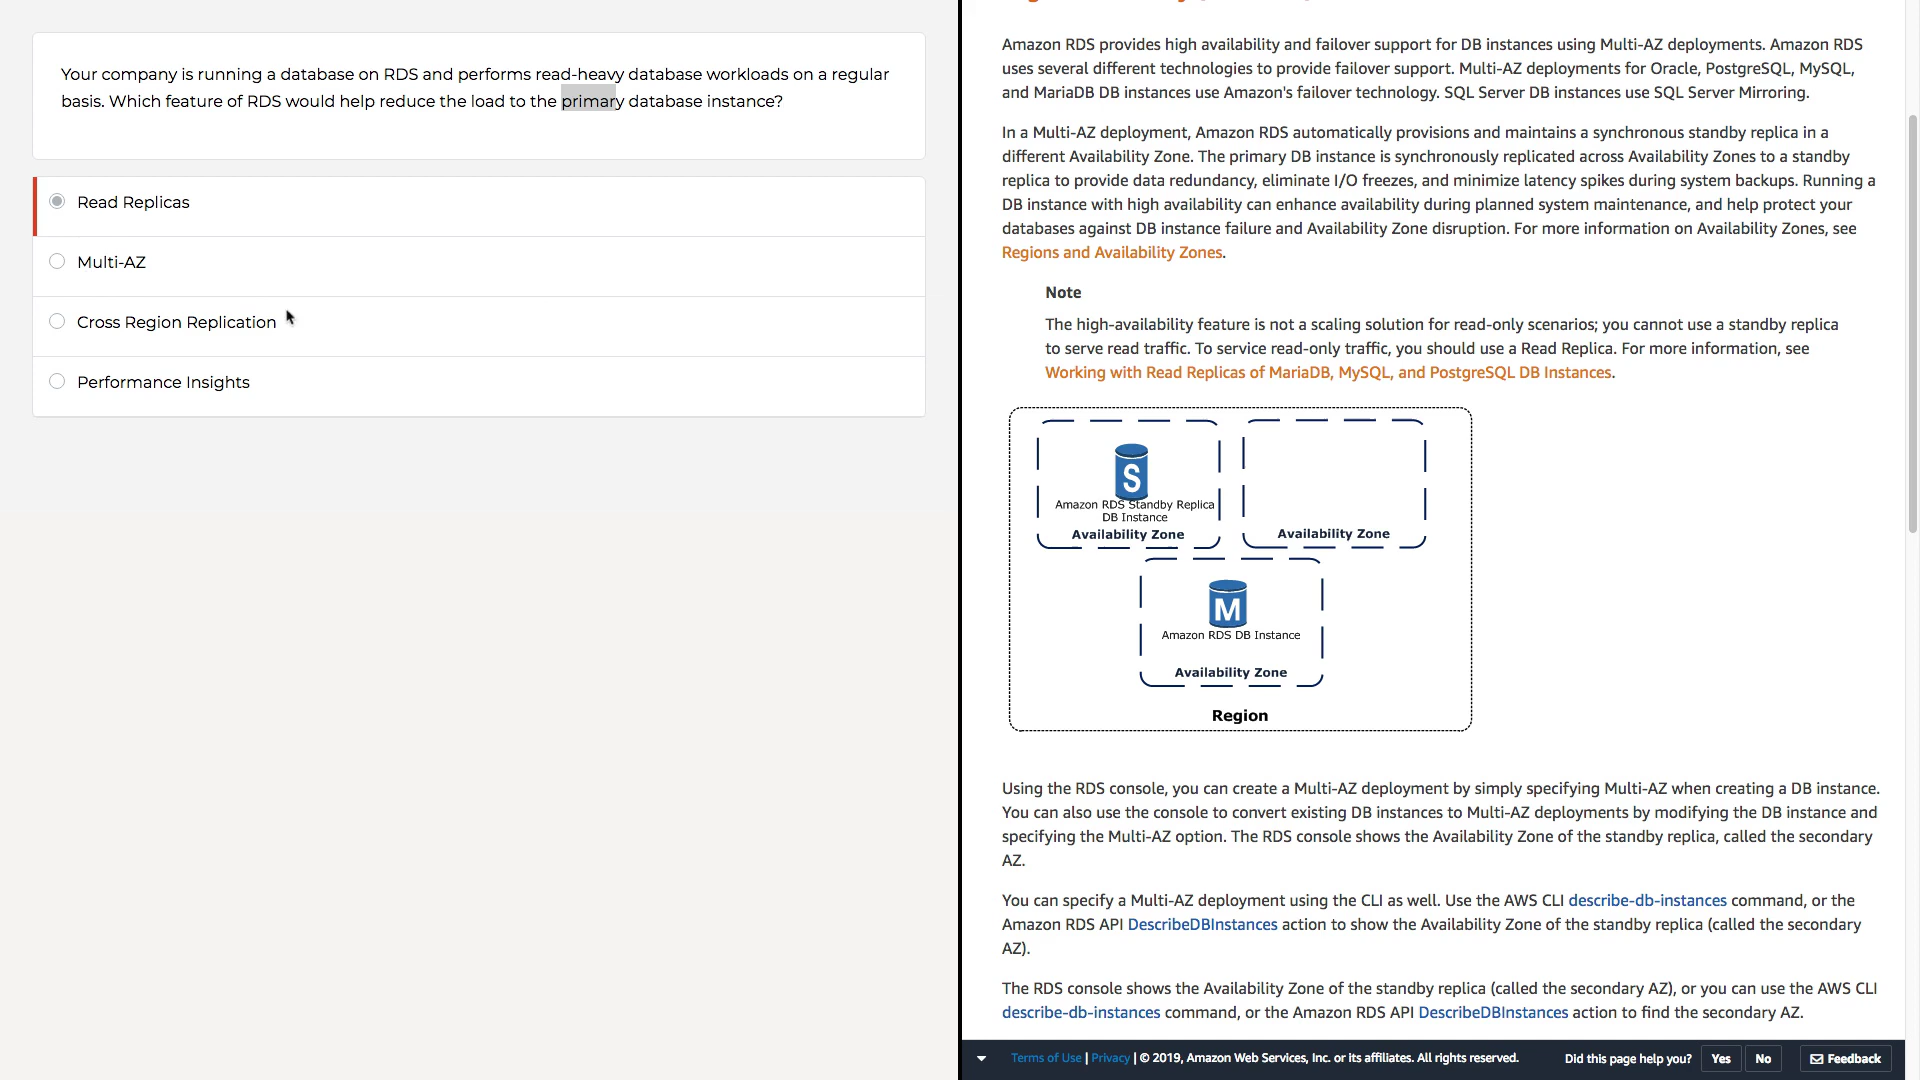 Your company is running a database on RDS and performs read-heavy database workloads on a regular
basis. Which feature of RDS would help reduce the load to the primary database instance?
Read Replicas
Multi-AZ
Cross Region Replication
Performance Insights
Amazon RDS provides high availability and failover support for DB instances using Multi-AZ deployments. Amazon RDS
uses several different technologies to provide failover support. Multi-AZ deployments for Oracle, PostgreSQL, MySQL,
and MariaDB DB instances use Amazon's failover technology. SQL Server DB instances use SQL Server Mirroring.
In a Multi-AZ deployment, Amazon RDS automatically provisions and maintains a synchronous standby replica in a
different Availability Zone. The primary DB instance is synchronously replicated across Availability Zones to a standby
replica to provide data redundancy, eliminate I/O freezes, and minimize latency spikes during system backups. Running a
DB instance with high availability can enhance availability during planned system maintenance, and help protect your
databases against DB instance failure and Availability Zone disruption. For more information on Availability Zones, see
Regions and Availability Zones.
Note
The high-availability feature is not a scaling solution for read-only scenarios; you cannot use a standby replica
to serve read traffic. To service read-only traffic, you should use a Read Replica. For more information, see
Working with Read Replicas of MariaDB, MySQL, and PostgreSQL DB Instances.
S
Amazon RDS Standby Replica
DB Instance
Availability Zone
Availability Zone
M
Amazon RDS DB Instance
Availability Zone
Region
Using the RDS console, you can create a Multi-AZ deployment by simply specifying Multi-AZ when creating a DB instance.
You can also use the console to convert existing DB instances to Multi-AZ deployments by modifying the DB instance and
specifying the Multi-AZ option. The RDS console shows the Availability Zone of the standby replica, called the secondary
AZ.
You can specify a Multi-AZ deployment using the CLI as well. Use the AWS CLI describe-db-instances command, or the
Amazon RDS API DescribeDBInstances action to show the Availability Zone of the standby replica (called the secondary
AZ).
The RDS console shows the Availability Zone of the standby replica (called the secondary AZ), or you can use the AWS CLI
describe-db-instances command, or the Amazon RDS API DescribeDBInstances action to find the secondary AZ.
Terms of Use | Privacy | © 2019, Amazon Web Services, Inc. or its affiliates. All rights reserved. Did this page help you? Yes No Feedback